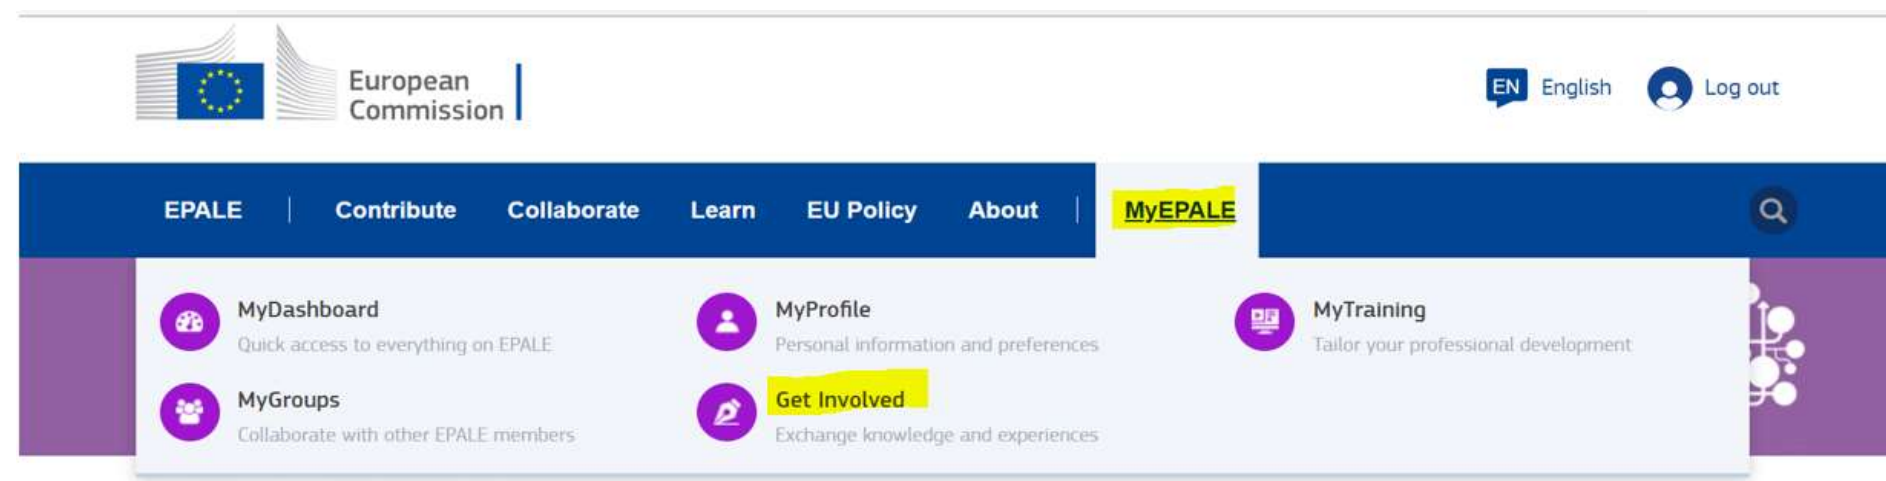 European
Commission
EN English Log out
EPALE Contribute Collaborate Learn EU Policy About MyEPALE
MyDashboard
Quick access to everything on EPALE
MyProfile
Personal information and preferences
MyTraining
Tailor your professional development
MyGroups
Collaborate with other EPALE members
Get Involved
Exchange knowledge and experiences